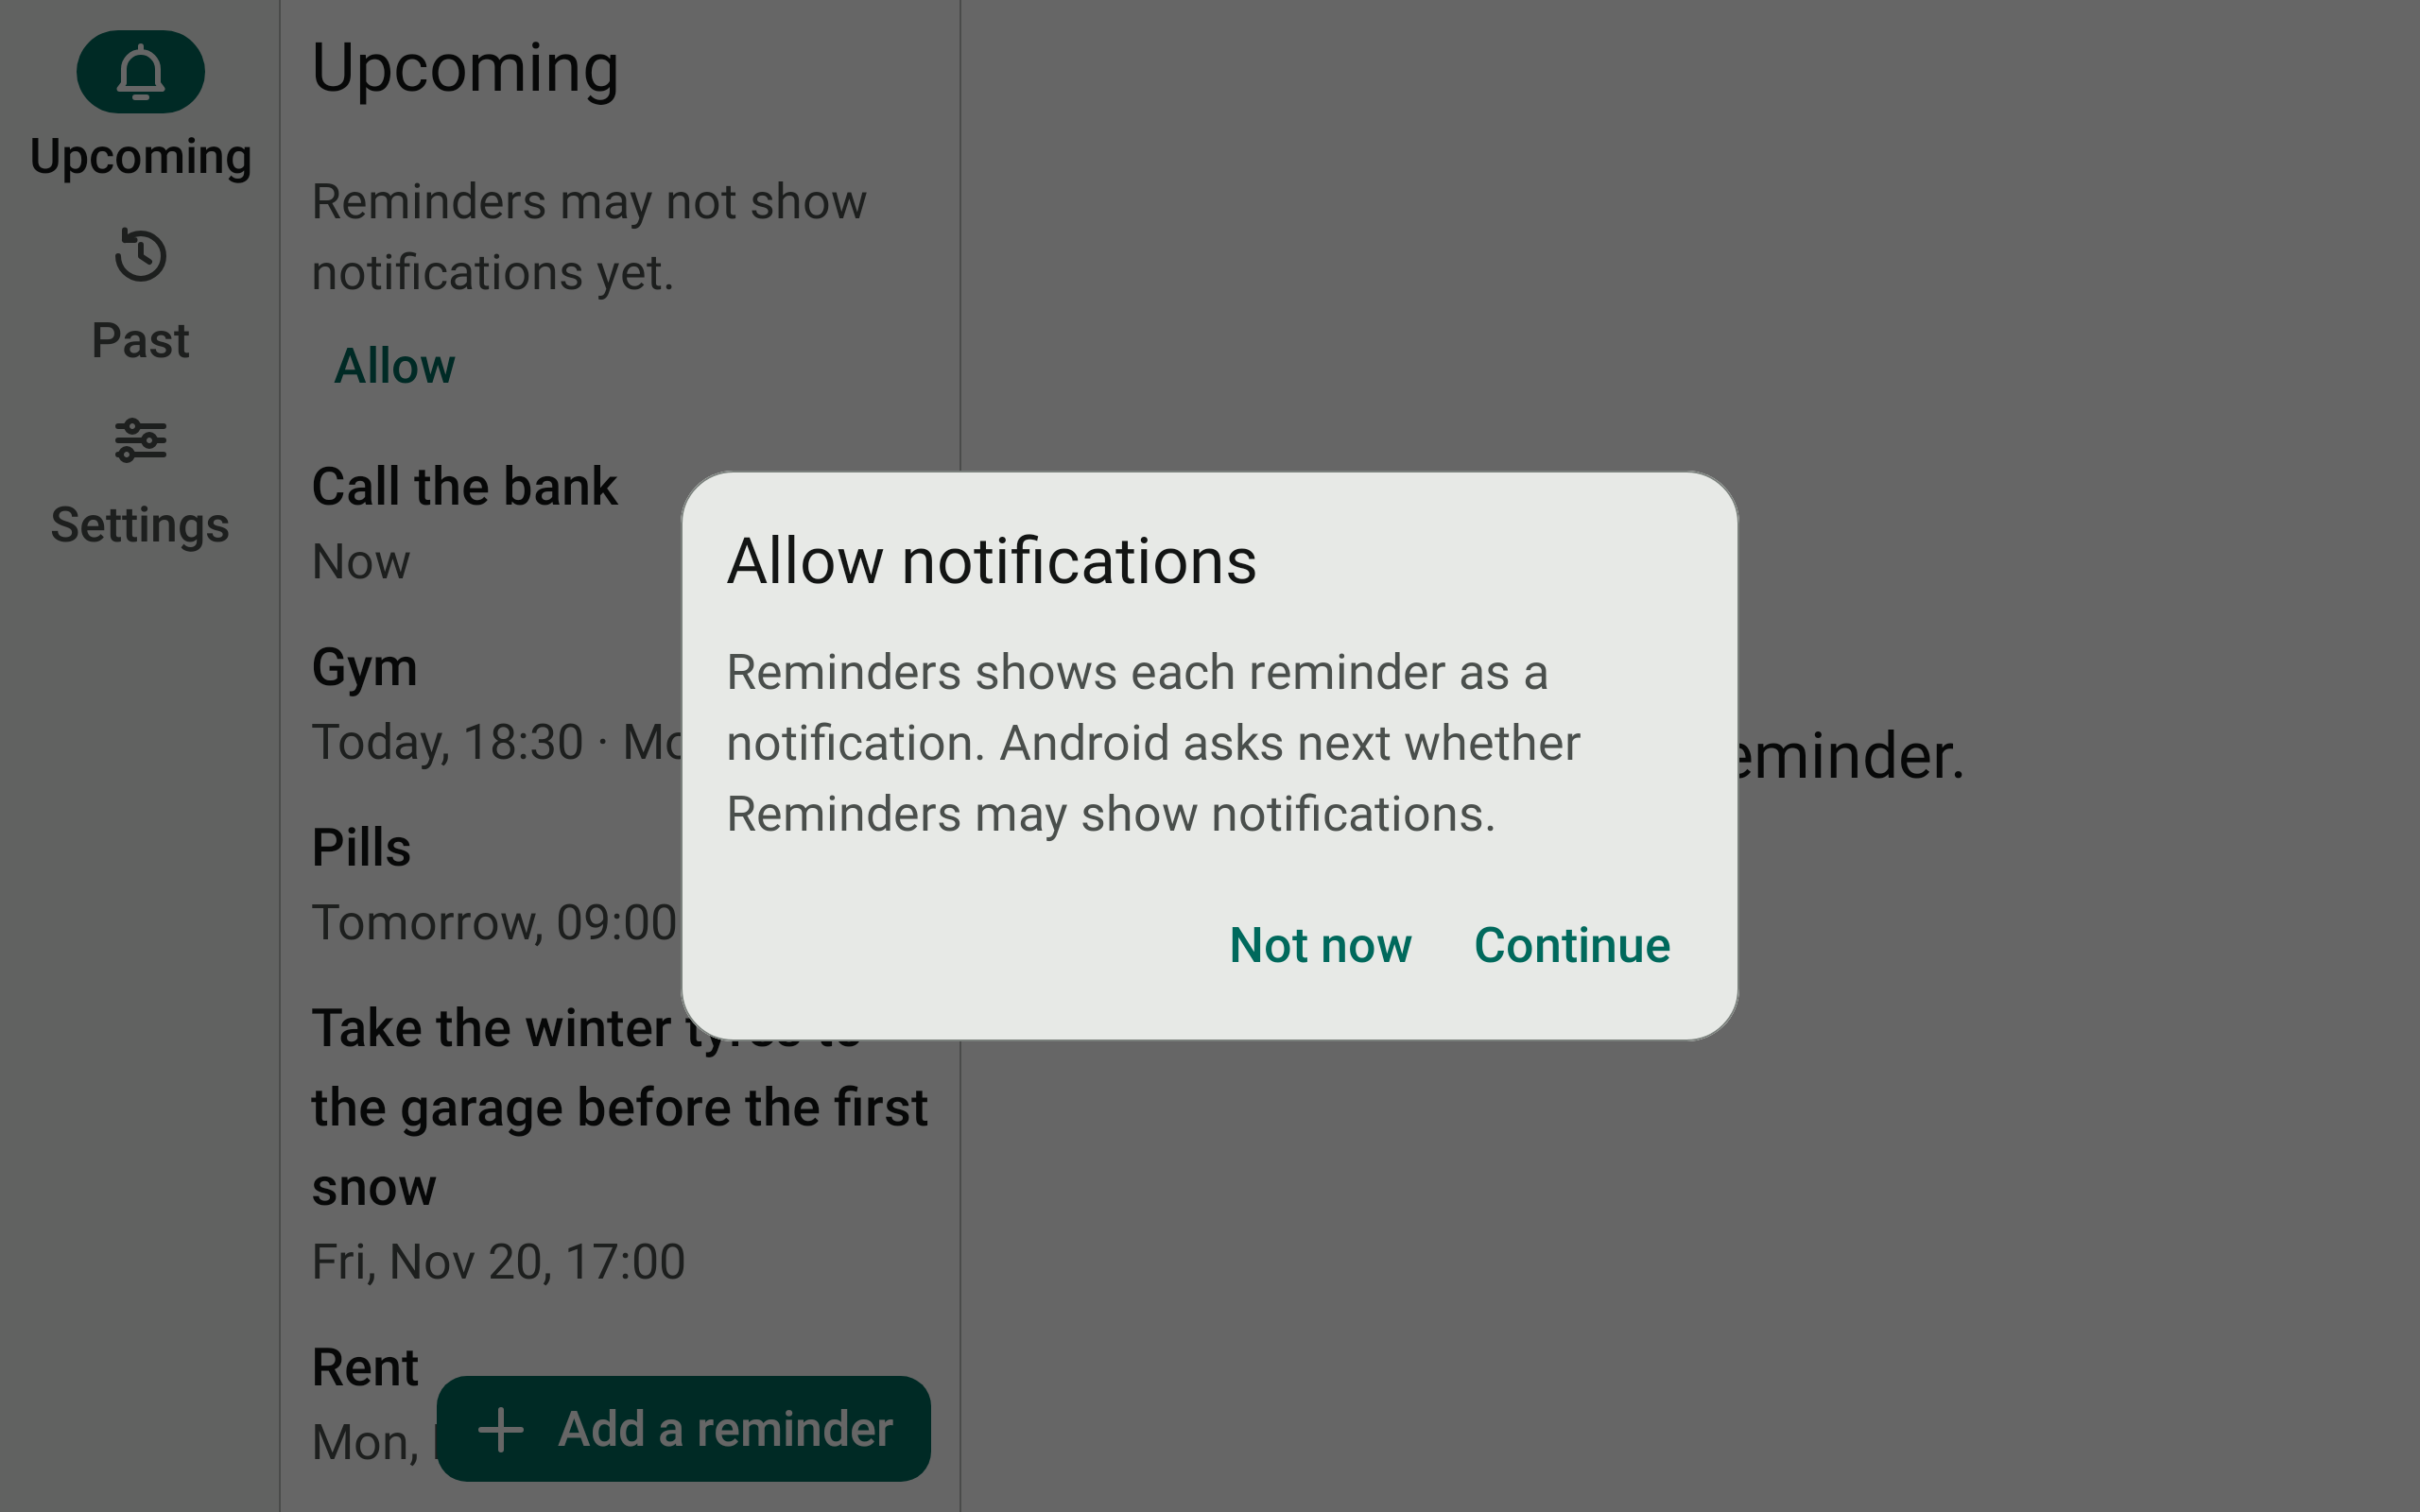 Upcoming
Past
Settings
Upcoming
Reminders may not show
notifications yet.
Allow
Call the bank
Now
Gym
Today, 18:30 ·
Pills
Tomorrow, 09:00
Take the winter
the garage before the first
snow
Fri, Nov 20, 17:00
Rent
Mon,
Add a reminder
Allow notifications
Reminders shows each reminder as a
notification. Android asks next whether
Reminders may show notifications.
Not now
Continue